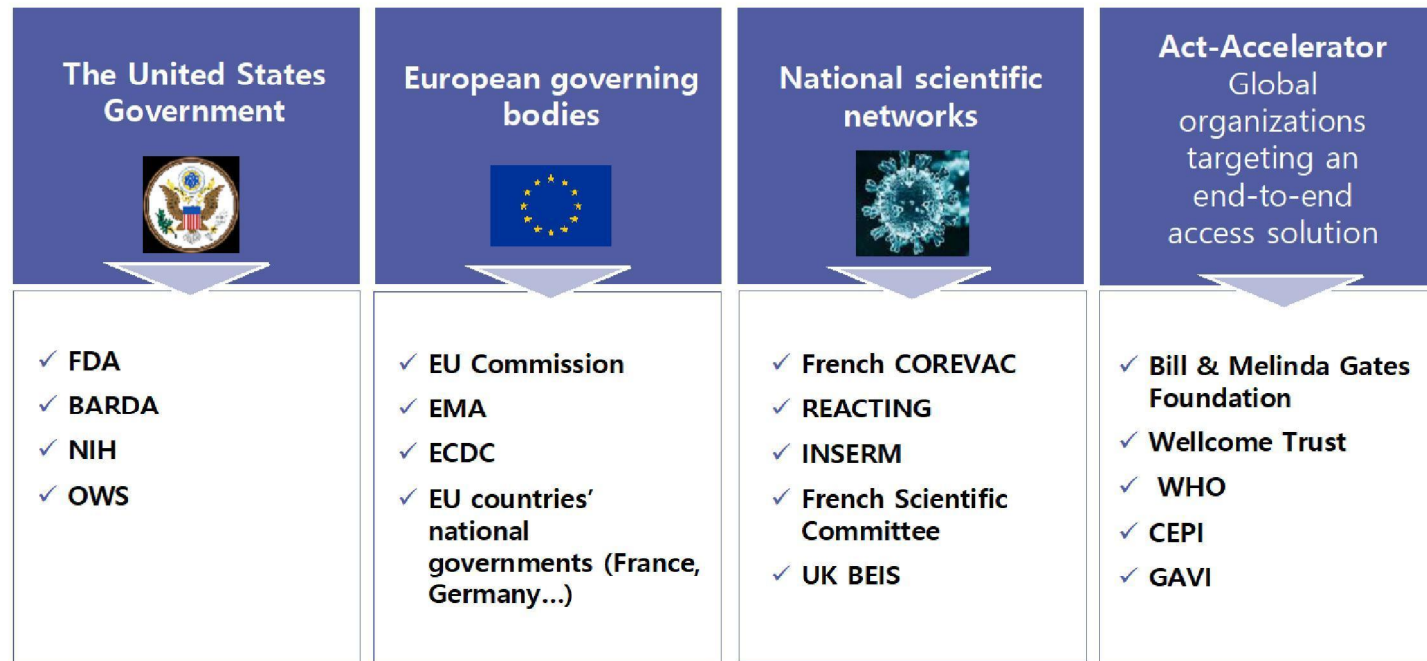 The United States
Government
FDA
BARDA
NIH
OWS
European governing
bodies
EU Commission
EMA
ECDC
EU countries’
national
governments (France,
Germany...)
National scientific
networks
French COREVAC
REACTING
INSERM
French Scientific
Committee
UK BEIS
Act-Accelerator
Global
organizations
targeting an
end-to-end
access solution
Bill & Melinda Gates
Foundation
Wellcome Trust
WHO
CEPI
GAVI